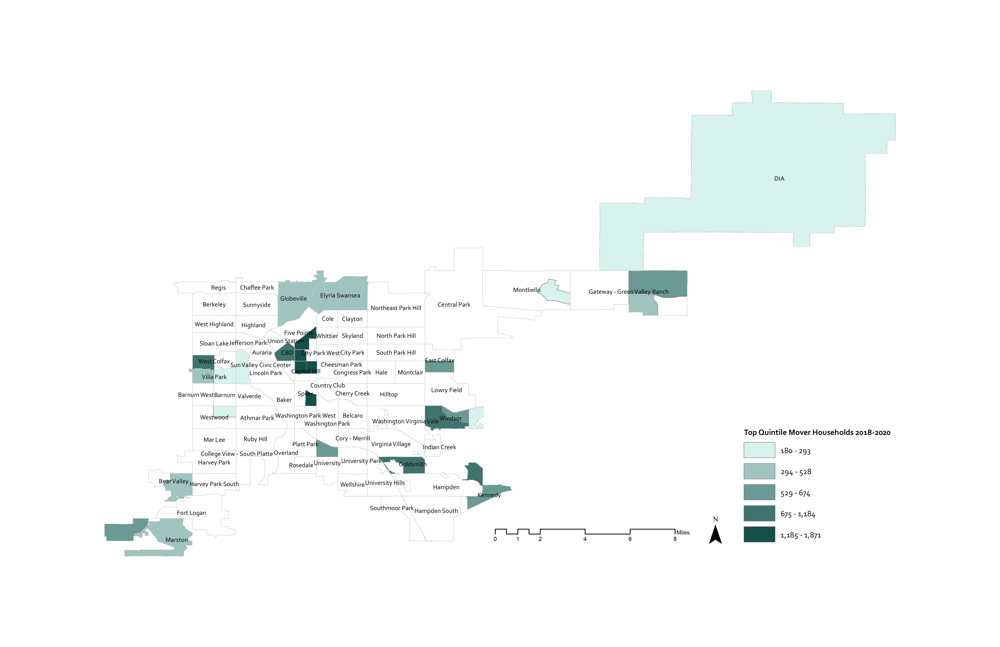 DIA
Regis
Chaffee Park
Montbello
Gateway - Green Valley Ranch
Globeville
Elyria Swansea
Berkeley
Sunnyside
Central Park
Northeast Park Hill
Cole
Clayton
West Highland
Highland
Five Points
Whittier
Skyland
North Park Hill
Sloan Lake
Jefferson Park
Union Station
Auraria
CBD
City Park West
City Park
South Park Hill
West Colfax
East Colfax
Sun Valley
Civic Center
Cheesman Park
Lincoln Park
Capitol Hill
Congress Park
Hale
Montclair
Villa Park
Country Club
Lowry Field
Barnum West
Barnum
Valverde
Speer
Cherry Creek
Hilltop
Baker
Westwood
Athmar Park
Washington Park West
Belcaro
Windsor
Washington Virginia Vale
Washington Park
Mar Lee
Ruby Hill
Cory - Merrill
Platt Park
Virginia Village
Indian Creek
College View - South Platte
Overland
Harvey Park
Rosedale
University
University Park
Goldsmith
Bear Valley
Harvey Park South
Wellshire
University Hills
Hampden
Kennedy
Southmoor Park
Hampden South
Fort Logan
Marston
Top Quintile Mover Households 2018-2020
180 - 293
294 - 528
529 - 674
675 - 1,184
1,185 - 1,871
N
Miles
0 1 2 4 6 8